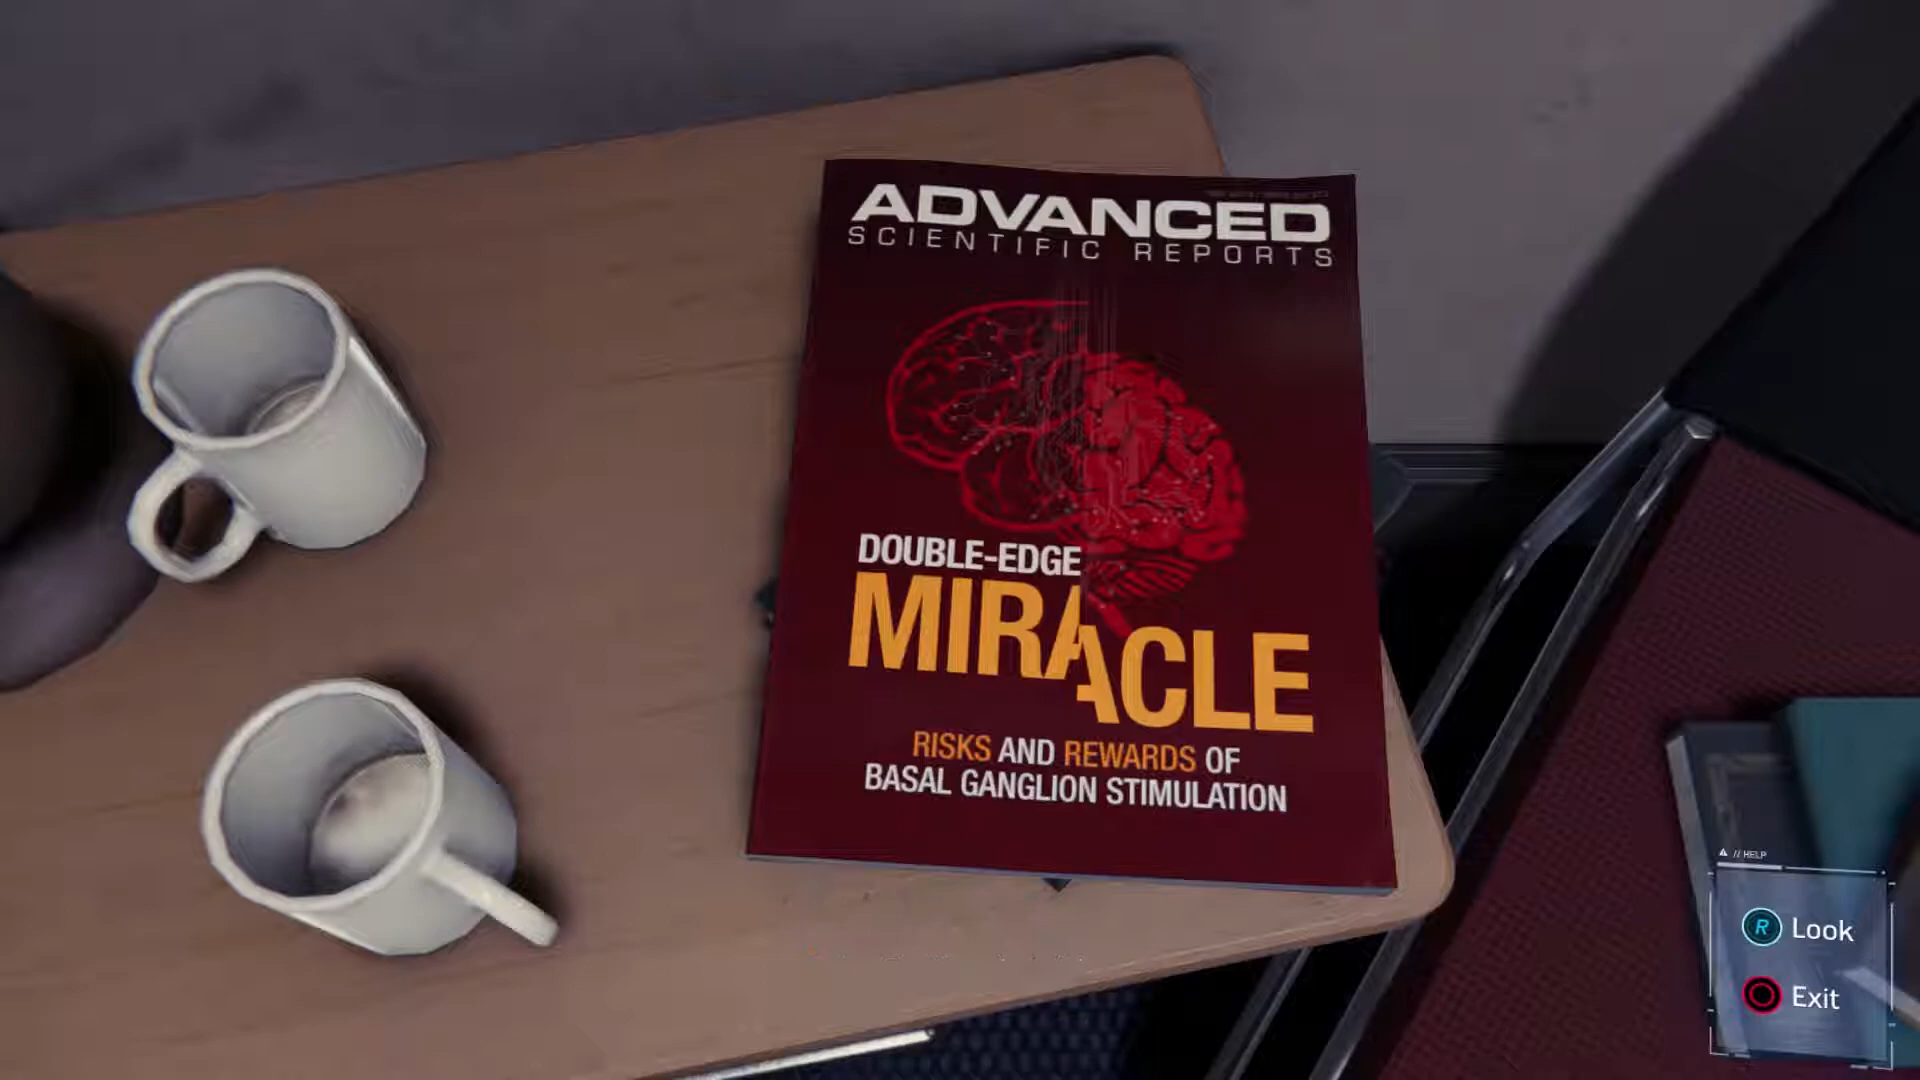 ADVANCED
SCIENTIFIC REPORTS
DOUBLE-EDGE
MIRACLE
RISKS AND REWARDS OF
BASAL GANGLION STIMULATION
// HELP
R Look
Exit